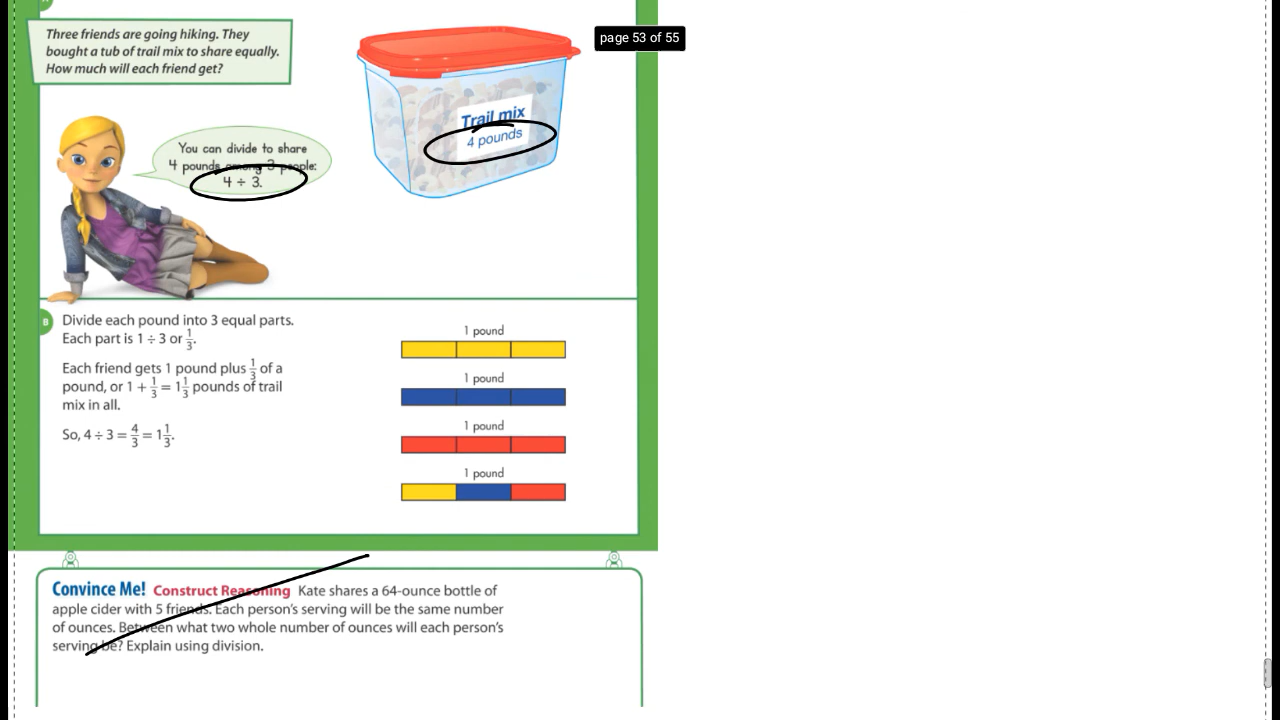 Three friends are going hiking. They
bought a tub of trail mix to share equally.
How much will each friend get?
page 53 of 55
Trail mix
4 pounds
You can divide to share
4 pounds among 3 people:
4 ÷ 3.
B
Divide each pound into 3 equal parts.
Each part is 1 ÷ 3 or 1/3.
Each friend gets 1 pound plus 1/3 of a
pound, or 1 + 1/3 = 1 1/3 pounds of trail
mix in all.
So, 4 ÷ 3 = 4/3 = 1 1/3.
1 pound
1 pound
1 pound
1 pound
Convince Me! Construct Reasoning Kate shares a 64-ounce bottle of
apple cider with 5 friends. Each person's serving will be the same number
of ounces. Between what two whole number of ounces will each person's
serving be? Explain using division.